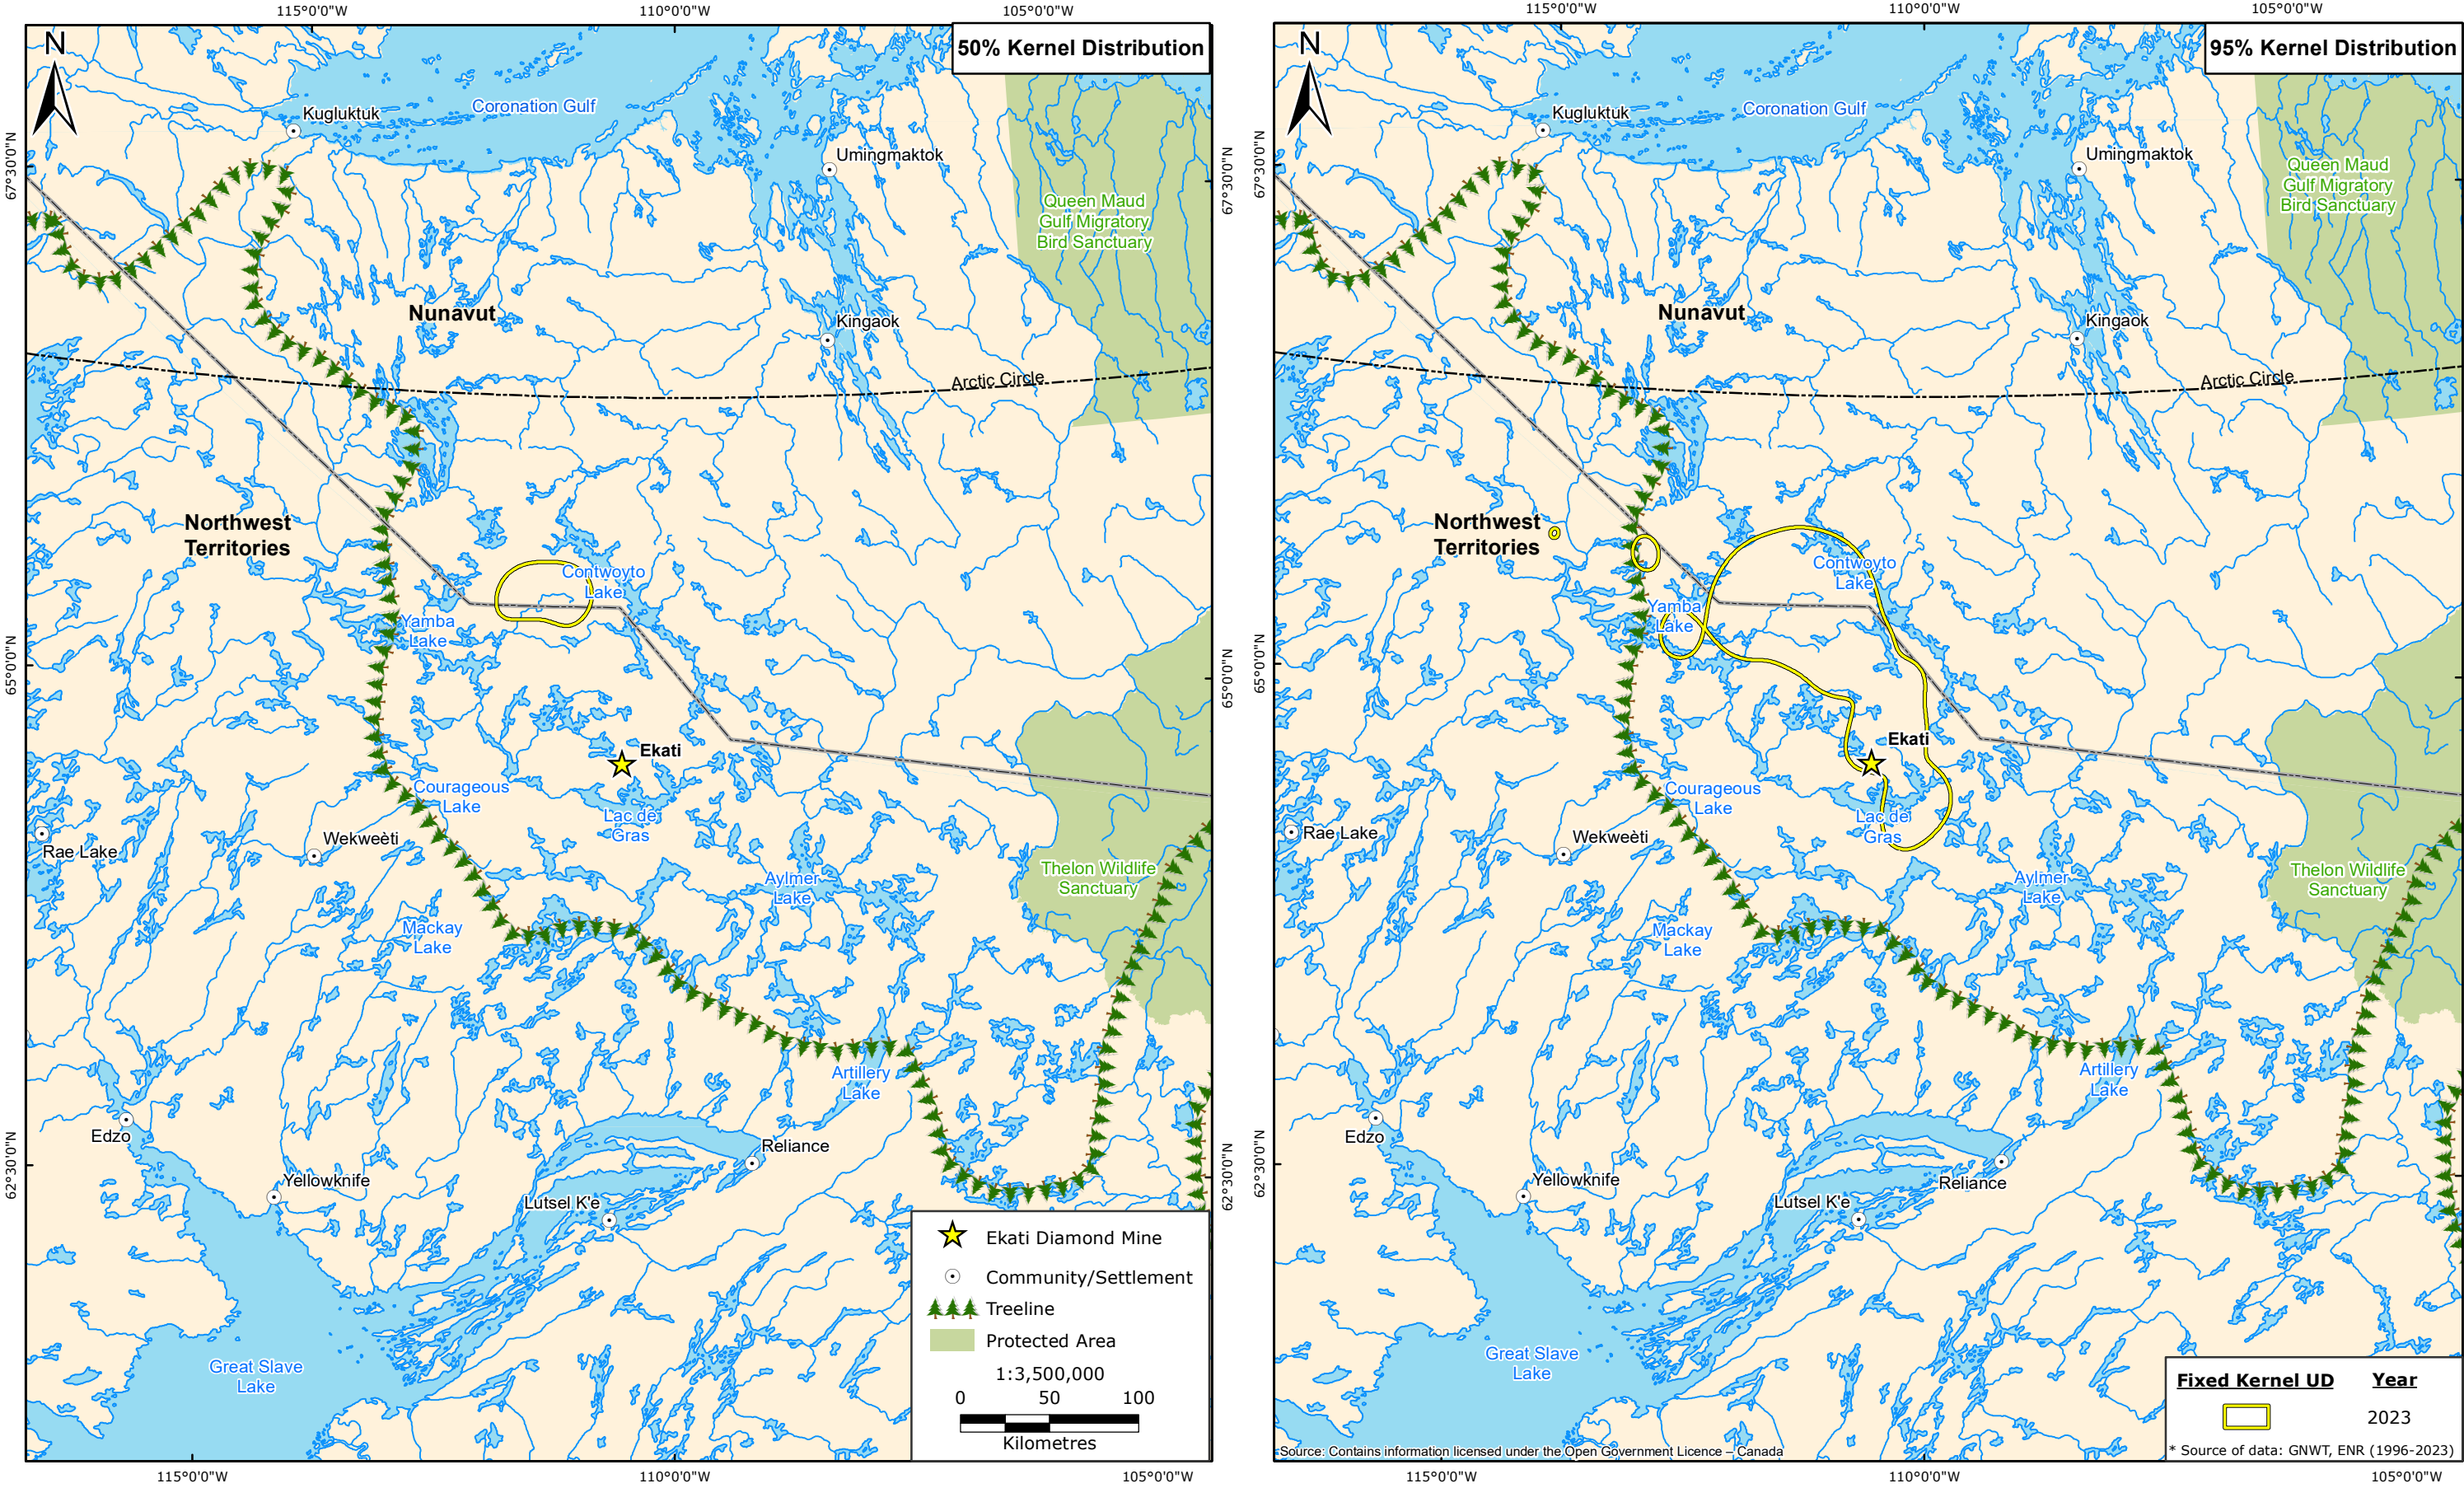 115°0'0"W
110°0'0"W
105°0'0"W
N
50% Kernel Distribution
Kugluktuk
Coronation Gulf
Umingmaktok
Queen Maud
Gulf Migratory
Bird Sanctuary
67°30'0"N
67°30'0"N
Nunavut
Kingaok
Arctic Circle
Northwest
Territories
Contwoyto
Lake
Yamba
Lake
65°0'0"N
65°0'0"N
Ekati
Courageous
Lake
Lac de
Gras
Rae Lake
Wekweèti
Aylmer
Lake
Thelon Wildlife
Sanctuary
Mackay
Lake
Artillery
Lake
Edzo
Reliance
62°30'0"N
62°30'0"N
Yellowknife
Lutsel K'e
Great Slave
Lake
Ekati Diamond Mine
Community/Settlement
Treeline
Protected Area
1:3,500,000
0 50 100
Kilometres
115°0'0"W
110°0'0"W
105°0'0"W
115°0'0"W
110°0'0"W
105°0'0"W
N
95% Kernel Distribution
Kugluktuk
Coronation Gulf
Umingmaktok
Queen Maud
Gulf Migratory
Bird Sanctuary
67°30'0"N
Nunavut
Kingaok
Arctic Circle
Northwest
Territories
Contwoyto
Lake
Yamba
Lake
65°0'0"N
Ekati
Courageous
Lake
Lac de
Gras
Rae Lake
Wekweèti
Aylmer
Lake
Thelon Wildlife
Sanctuary
Mackay
Lake
Artillery
Lake
Edzo
Reliance
62°30'0"N
Yellowknife
Lutsel K'e
Great Slave
Lake
Fixed Kernel UD Year
2023
* Source of data: GNWT, ENR (1996-2023)
Source: Contains information licensed under the Open Government Licence – Canada
115°0'0"W
110°0'0"W
105°0'0"W